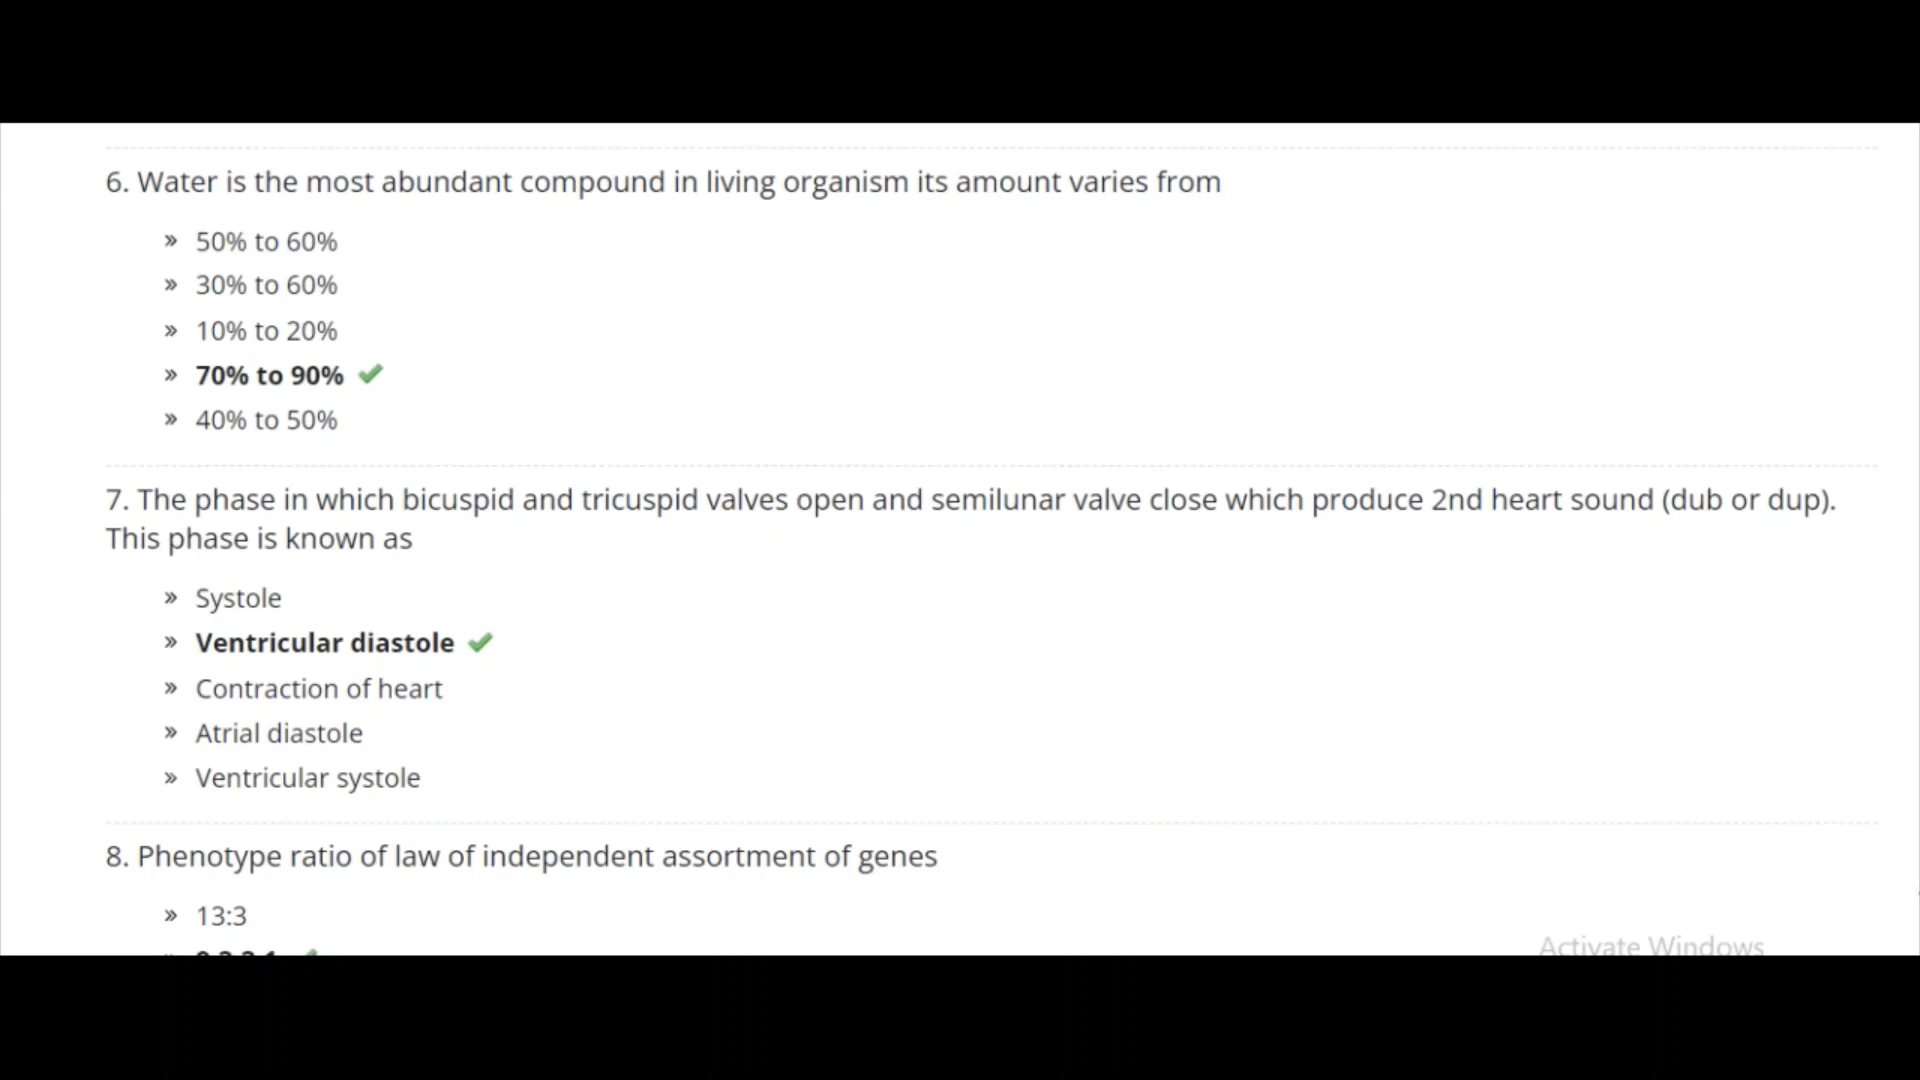 6. Water is the most abundant compound in living organism its amount varies from
» 50% to 60%
» 30% to 60%
» 10% to 20%
» 70% to 90%
» 40% to 50%
7. The phase in which bicuspid and tricuspid valves open and semilunar valve close which produce 2nd heart sound (dub or dup).
This phase is known as
» Systole
» Ventricular diastole
» Contraction of heart
» Atrial diastole
» Ventricular systole
8. Phenotype ratio of law of independent assortment of genes
» 13:3
Activate Windows